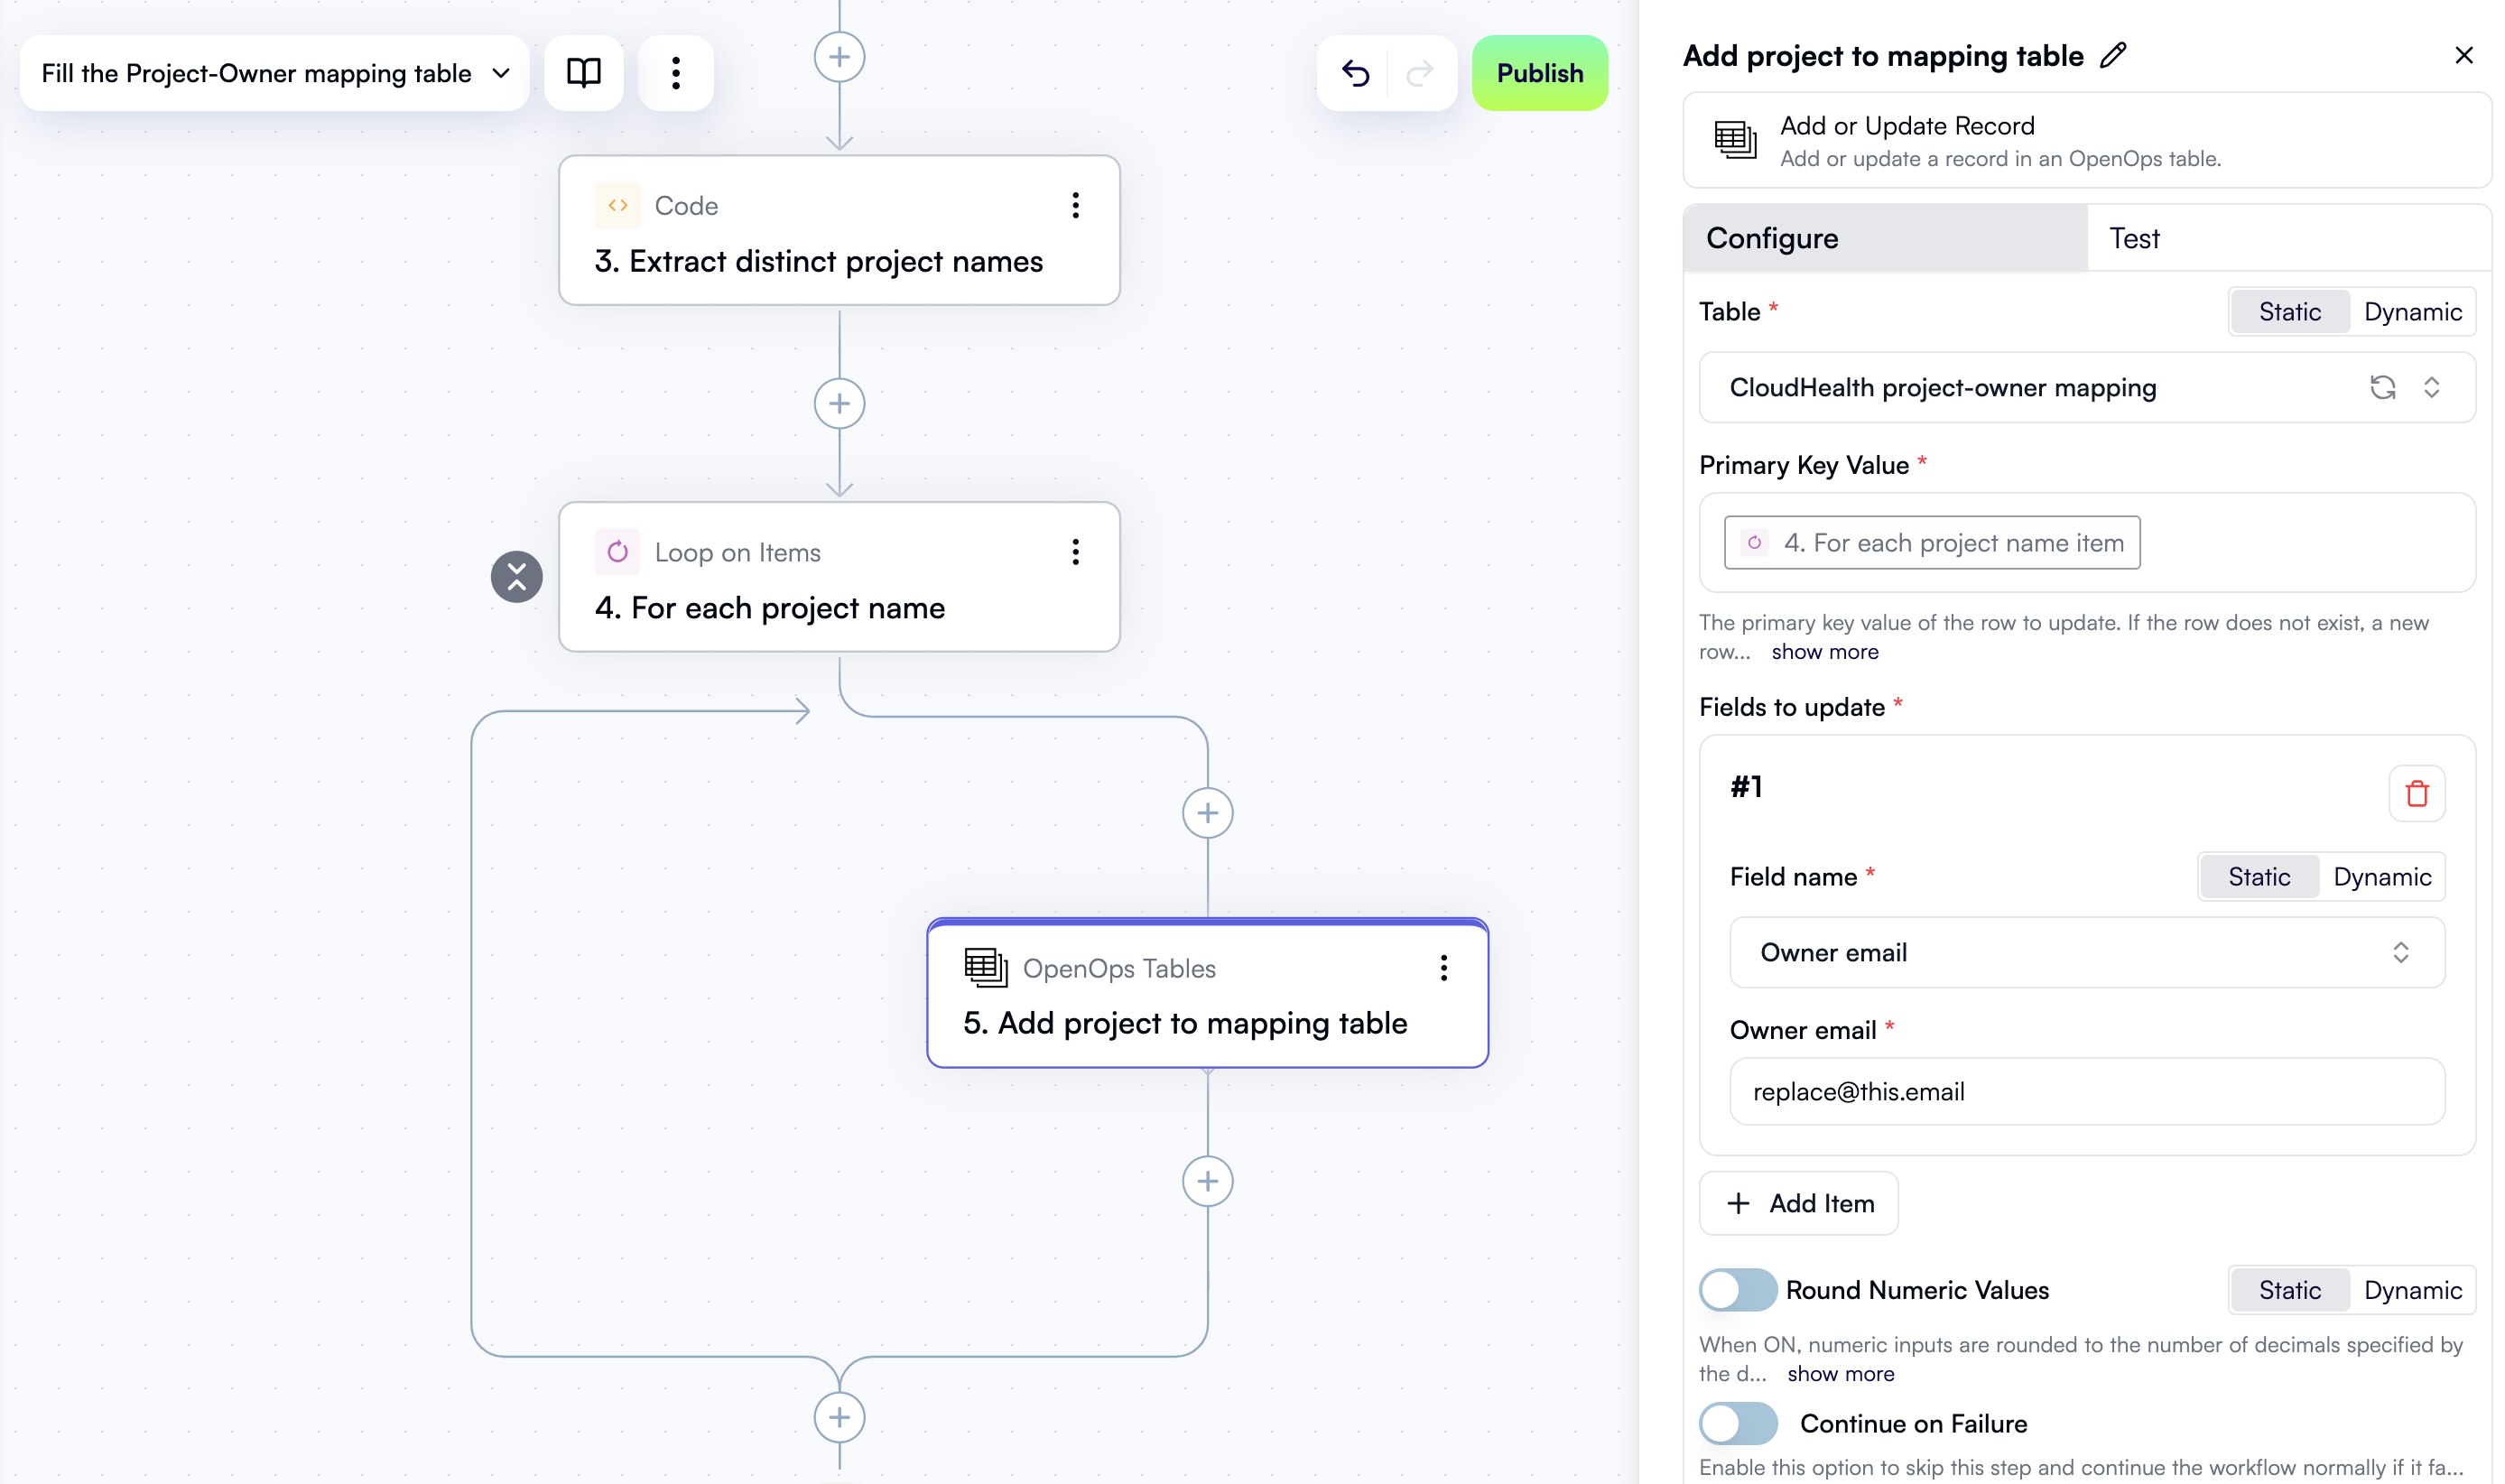 Fill the Project-Owner mapping table
Publish
Code
3. Extract distinct project names
Loop on Items
4. For each project name
OpenOps Tables
5. Add project to mapping table
Add project to mapping table
Add or Update Record
Add or update a record in an OpenOps table.
Configure
Test
Table *
Static
Dynamic
CloudHealth project-owner mapping
Primary Key Value *
4. For each project name item
The primary key value of the row to update. If the row does not exist, a new
row... show more
Fields to update *
#1
Field name *
Static
Dynamic
Owner email
Owner email *
replace@this.email
Add Item
Round Numeric Values
Static
Dynamic
When ON, numeric inputs are rounded to the number of decimals specified by
the d... show more
Continue on Failure
Enable this option to skip this step and continue the workflow normally if it fa...